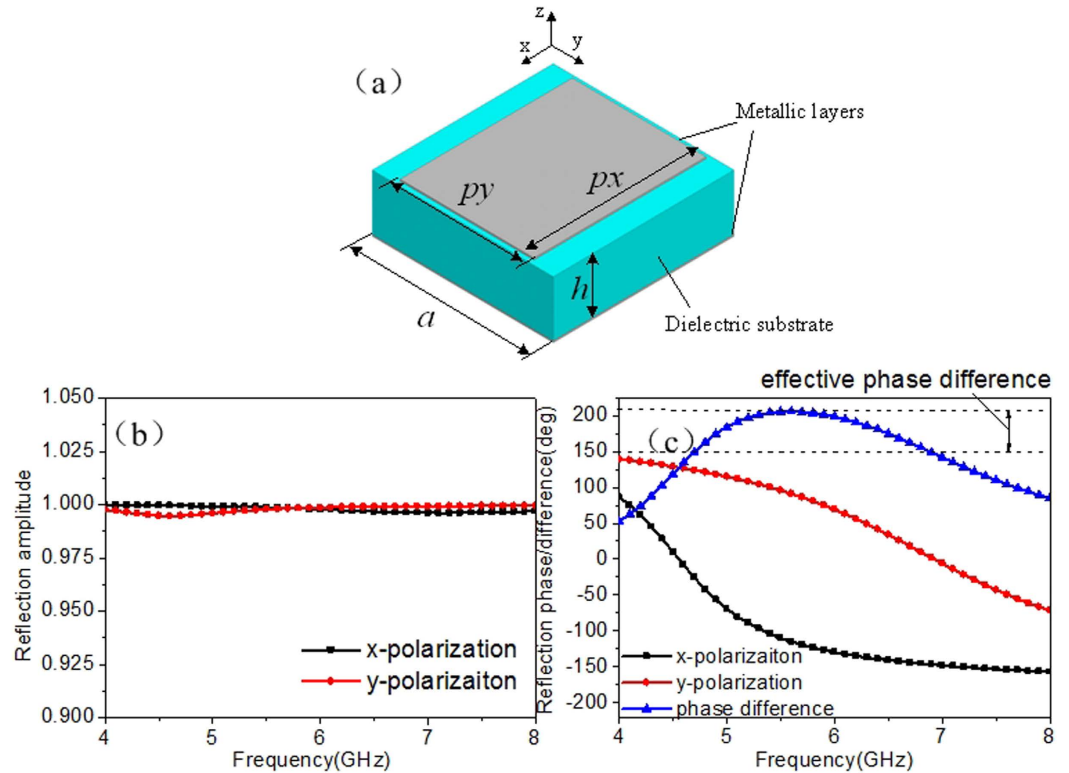 z
x
y
（a）
Metallic layers
py
px
h
a
Dielectric substrate
effective phase difference
1.050
1.025
1.000
0.975
0.950
0.925
0.900
Reflection amplitude
（b）
x-polarization
y-polarizaiton
4
5
6
7
8
Frequency(GHz)
200
150
100
50
0
-50
-100
-150
-200
Reflection phase/difference(deg)
（c）
x-polarizaiton
y-polarization
phase difference
4
5
6
7
8
Frequency(GHz)